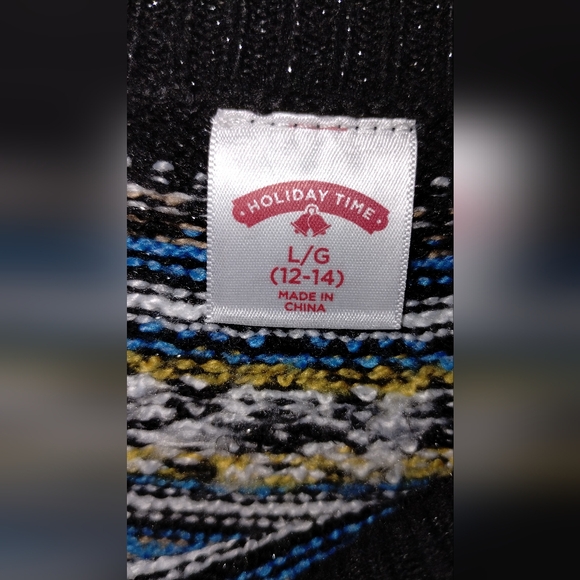 HOLIDAY TIME
L/G
(12-14)
MADE IN
CHINA